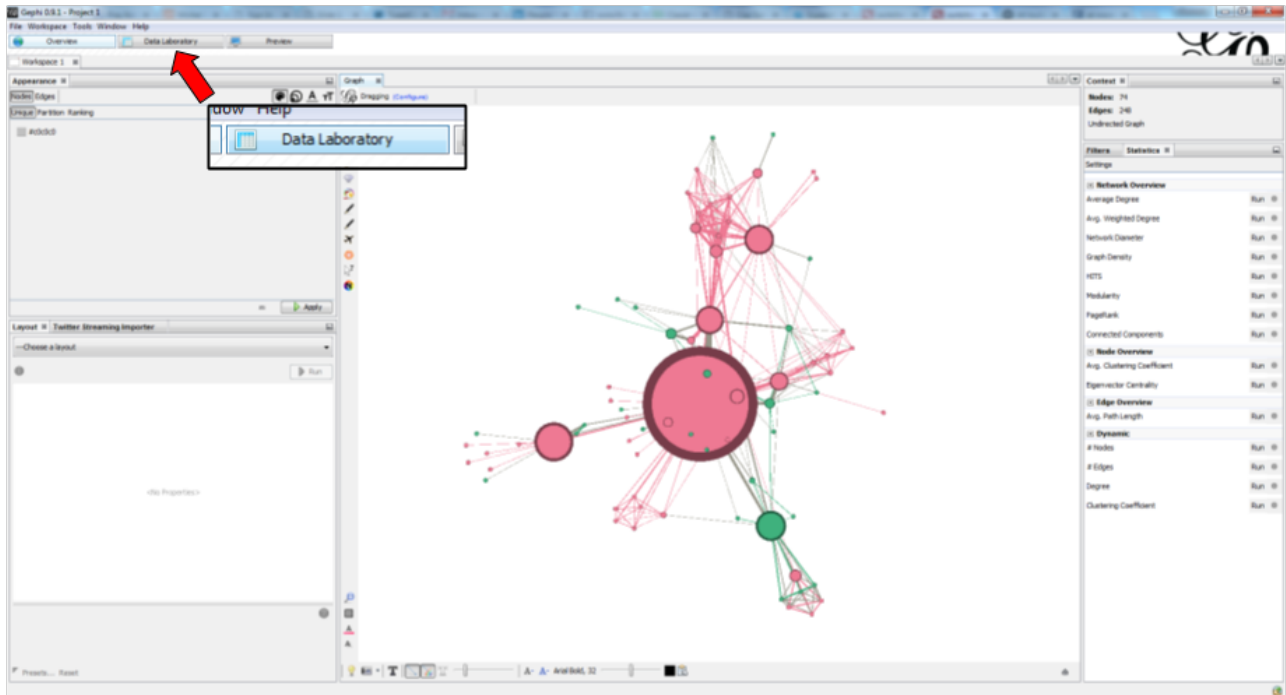 Gephi 0.9.1 - Project 1
File Workspace Tools Window Help
Overview Data Laboratory Preview
Workspace 1
Appearance
Nodes Edges
Unique Partition Ranking
#c0c0c0
Apply
Layout Twitter Streaming Importer
---Choose a layout
Run
<No Properties>
Presets... Reset
Graph
Dragging (Configure)
dow Help
Data Laboratory
Arial Bold, 32
Context
Nodes: 74
Edges: 248
Undirected Graph
Filters Statistics
Settings
Network Overview
Average Degree Run
Avg. Weighted Degree Run
Network Diameter Run
Graph Density Run
HITS Run
Modularity Run
PageRank Run
Connected Components Run
Node Overview
Avg. Clustering Coefficient Run
Eigenvector Centrality Run
Edge Overview
Avg. Path Length Run
Dynamic
# Nodes Run
# Edges Run
Degree Run
Clustering Coefficient Run